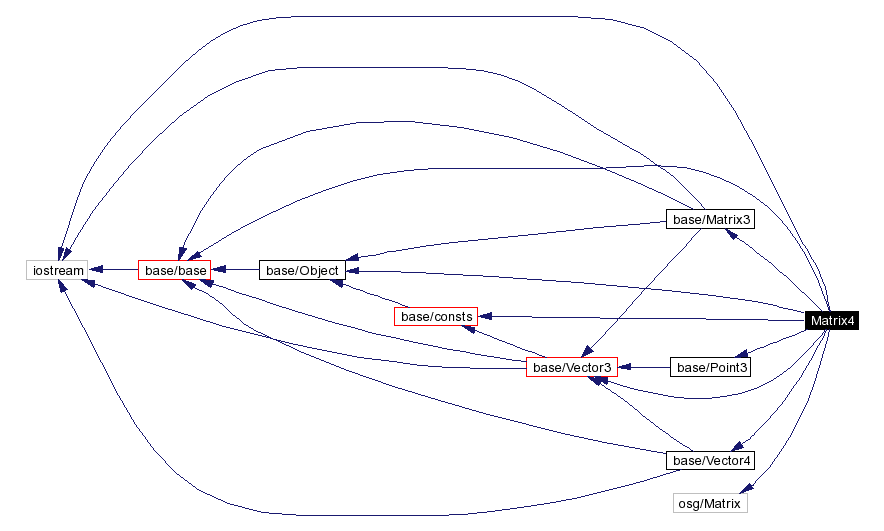 base/Matrix3
iostream
base/base
base/Object
base/consts
Matrix4
base/Vector3
base/Point3
base/Vector4
osg/Matrix